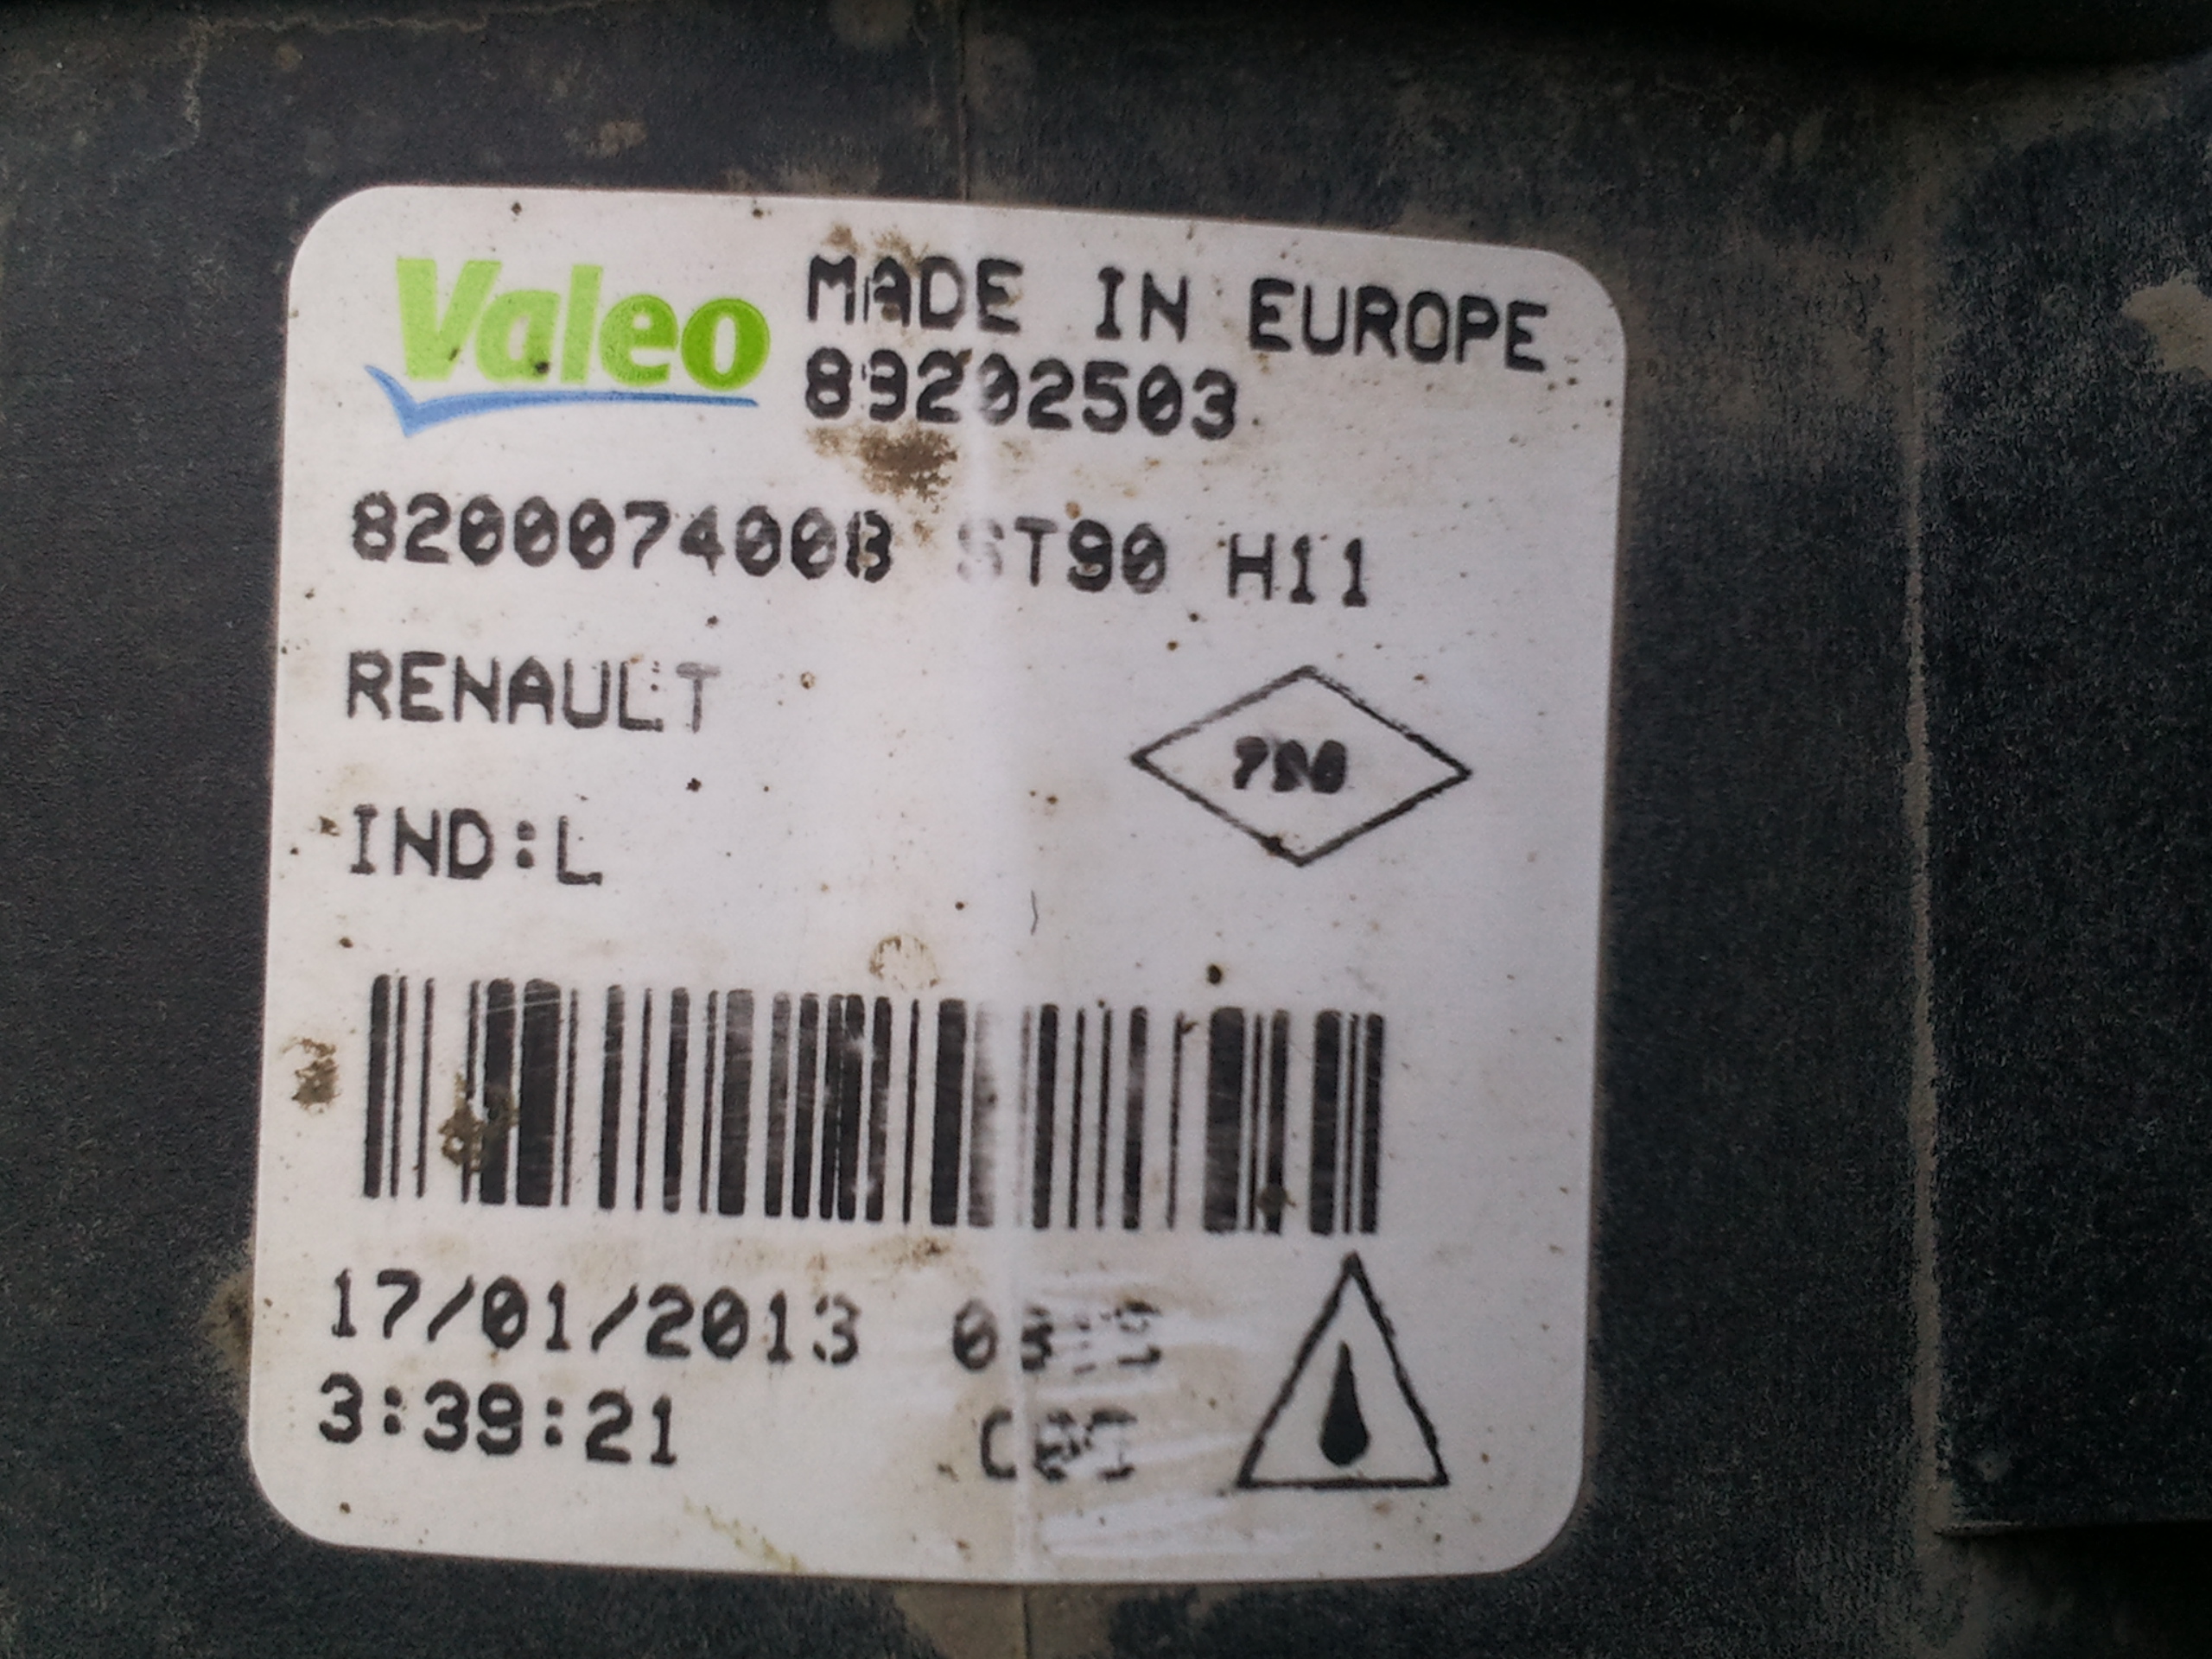 Valeo
MADE IN EUROPE
89202503
8200074008 ST90 H11
RENAULT
IND:L
17/01/2013
3:39:21